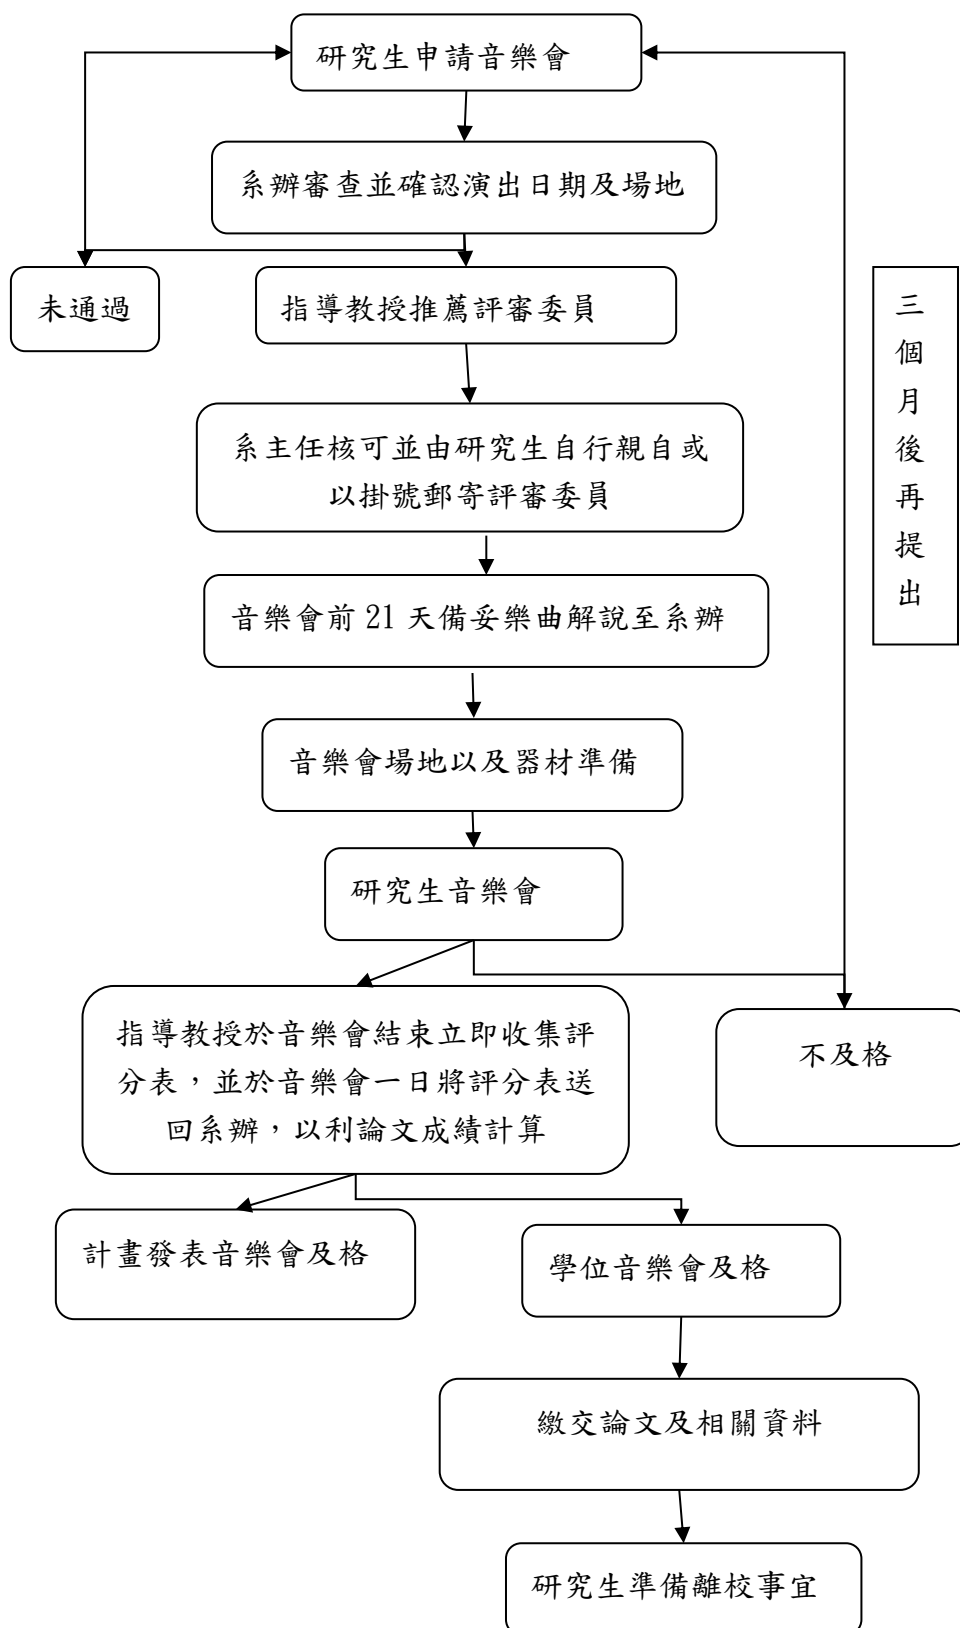 研究生申請音樂會
系辦審查並確認演出日期及場地
未通過
指導教授推薦評審委員
三個月後再提出
系主任核可並由研究生自行親自或
以掛號郵寄評審委員
音樂會前 21 天備妥樂曲解說至系辦
音樂會場地以及器材準備
研究生音樂會
指導教授於音樂會結束立即收集評
分表，並於音樂會一日將評分表送
回系辦，以利論文成績計算
不及格
計畫發表音樂會及格
學位音樂會及格
繳交論文及相關資料
研究生準備離校事宜